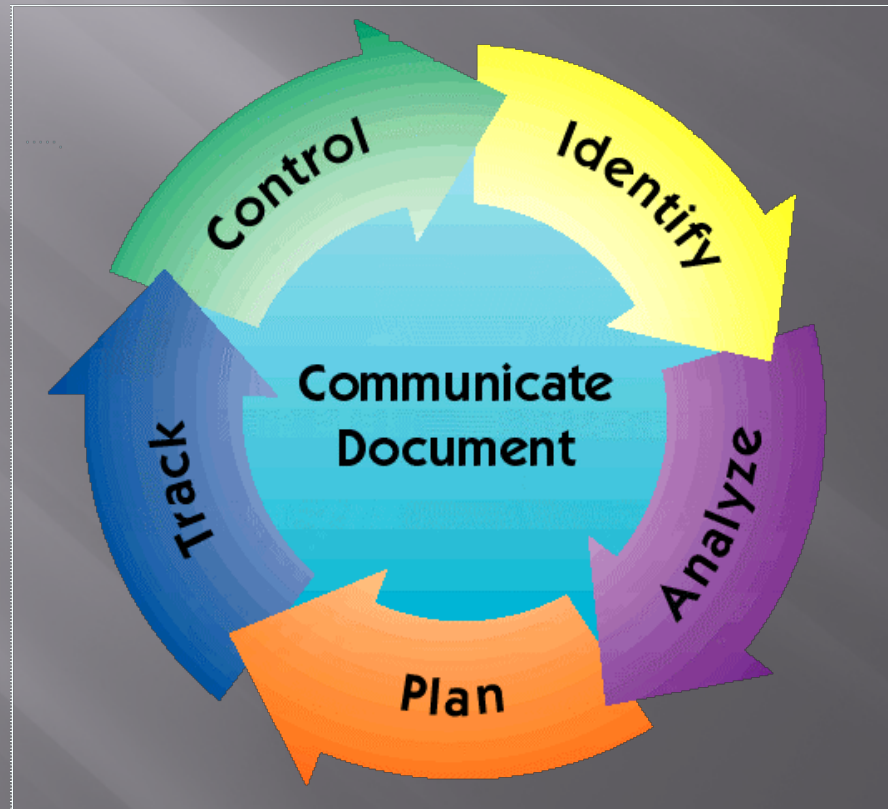 Identify
Analyze
Plan
Track
Control
Communicate
Document